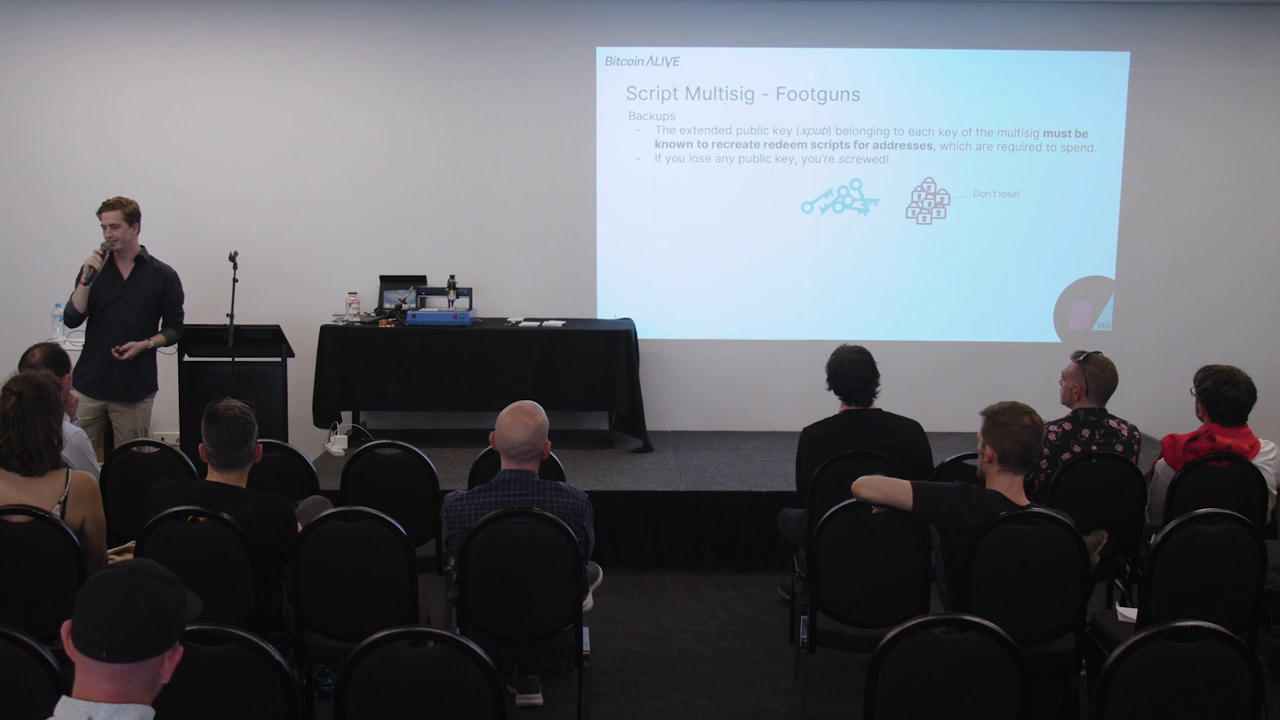 Bitcoin ALIVE
Script Multisig - Footguns
Backups
- The extended public key (xpub) belonging to each key of the multisig must be
known to recreate redeem scripts for addresses, which are required to spend.
- If you lose any public key, you're screwed!
Don't lose!